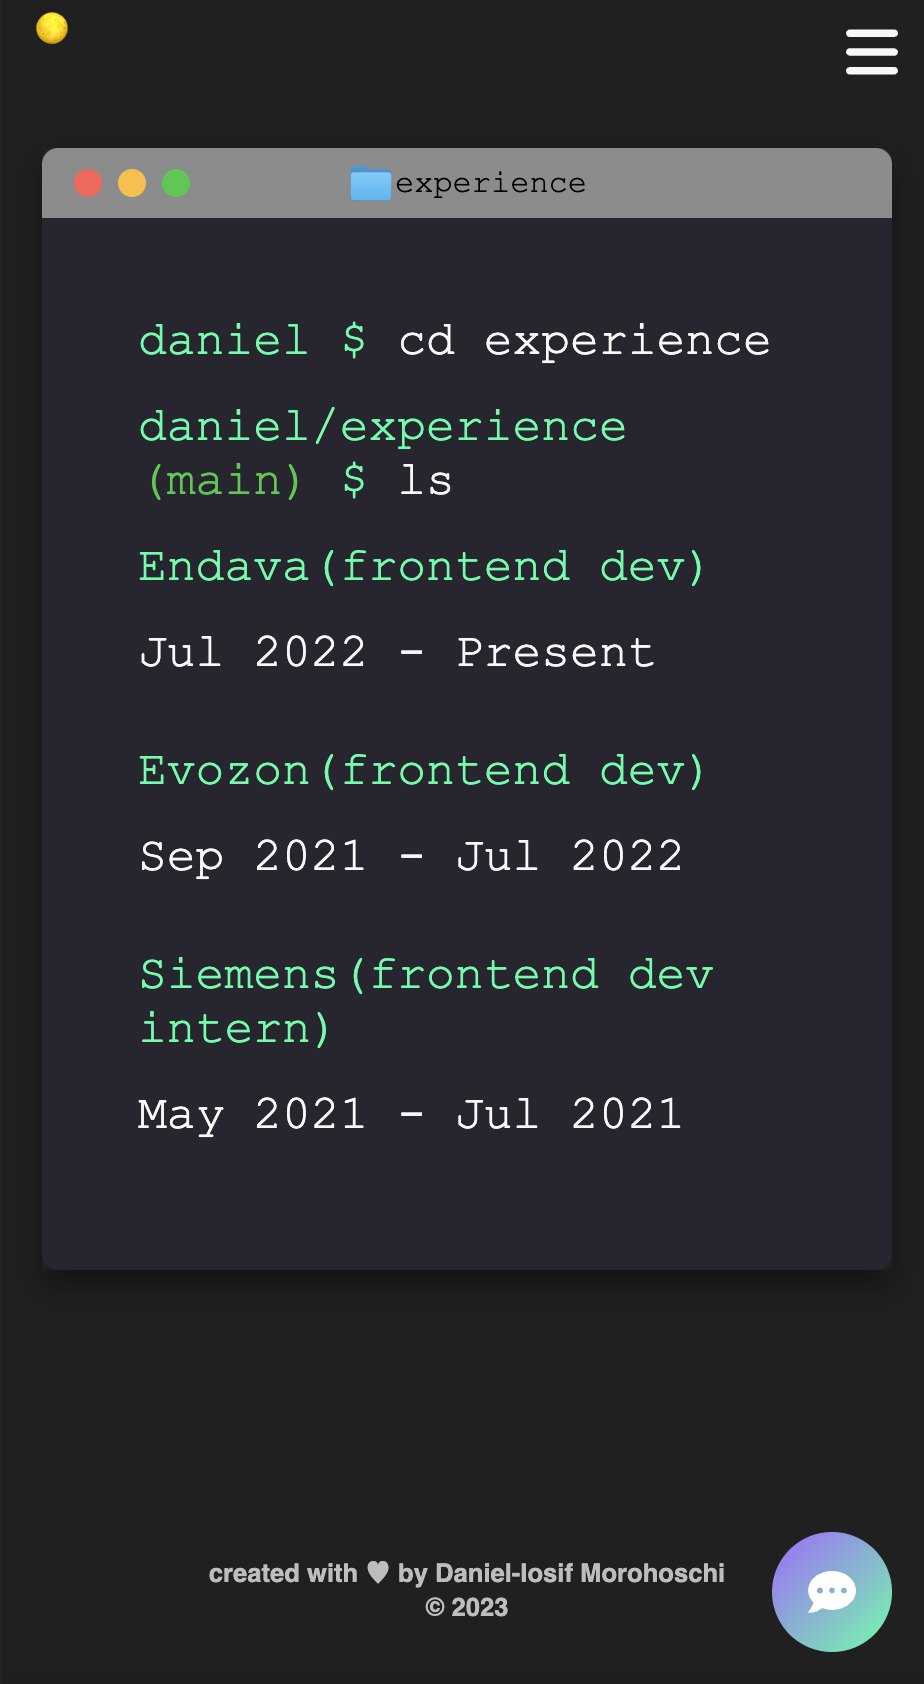 experience
daniel $ cd experience
daniel/experience
(main) $ ls
Endava(frontend dev)
Jul 2022 - Present
Evozon(frontend dev)
Sep 2021 - Jul 2022
Siemens(frontend dev
intern)
May 2021 - Jul 2021
created with ♥ by Daniel-Iosif Morohoschi
© 2023